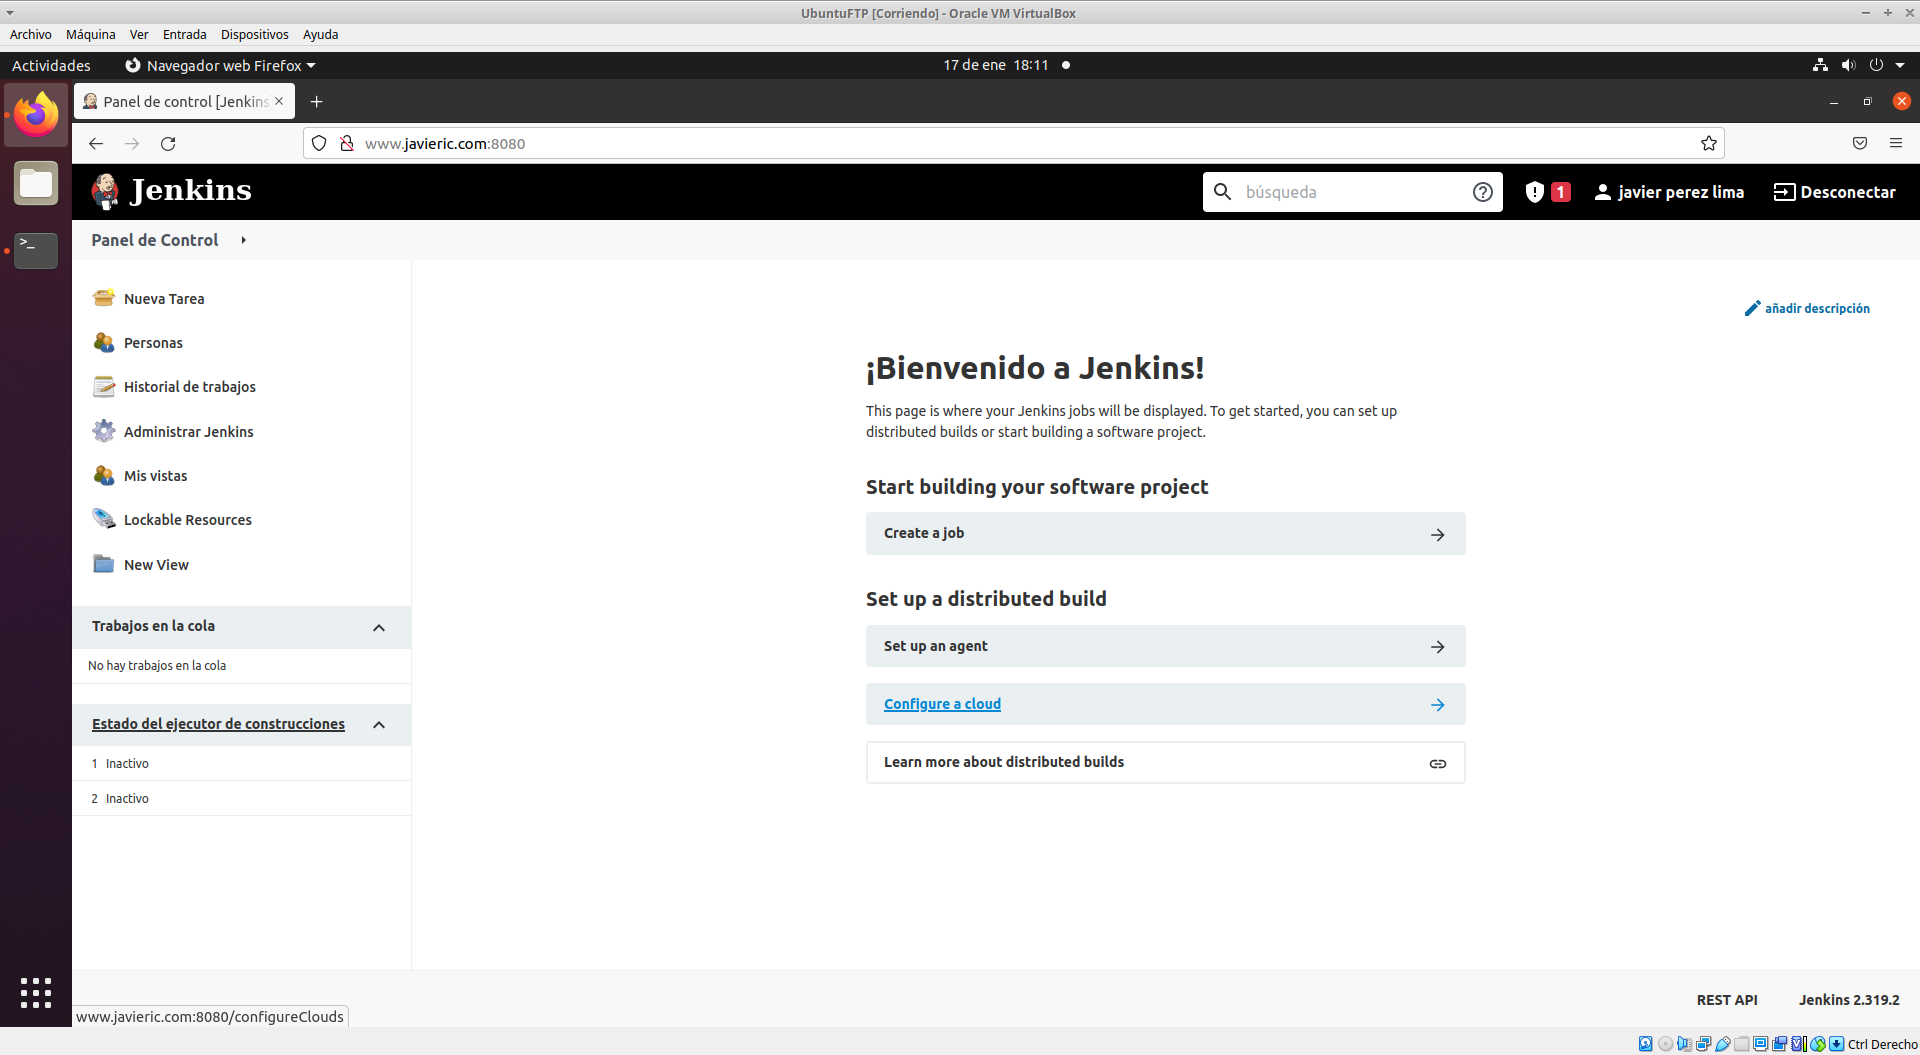 UbuntuFTP [Corriendo] - Oracle VM VirtualBox
Archivo Máquina Ver Entrada Dispositivos Ayuda
Actividades Navegador web Firefox 17 de ene 18:11
Panel de control [Jenkins
www.javieric.com:8080
Jenkins búsqueda 1 javier perez lima Desconectar
Panel de Control
Nueva Tarea
Personas
Historial de trabajos
Administrar Jenkins
Mis vistas
Lockable Resources
New View
Trabajos en la cola
No hay trabajos en la cola
Estado del ejecutor de construcciones
1 Inactivo
2 Inactivo
añadir descripción
¡Bienvenido a Jenkins!
This page is where your Jenkins jobs will be displayed. To get started, you can set up
distributed builds or start building a software project.
Start building your software project
Create a job
Set up a distributed build
Set up an agent
Configure a cloud
Learn more about distributed builds
REST API Jenkins 2.319.2
www.javieric.com:8080/configureClouds
Ctrl Derecho